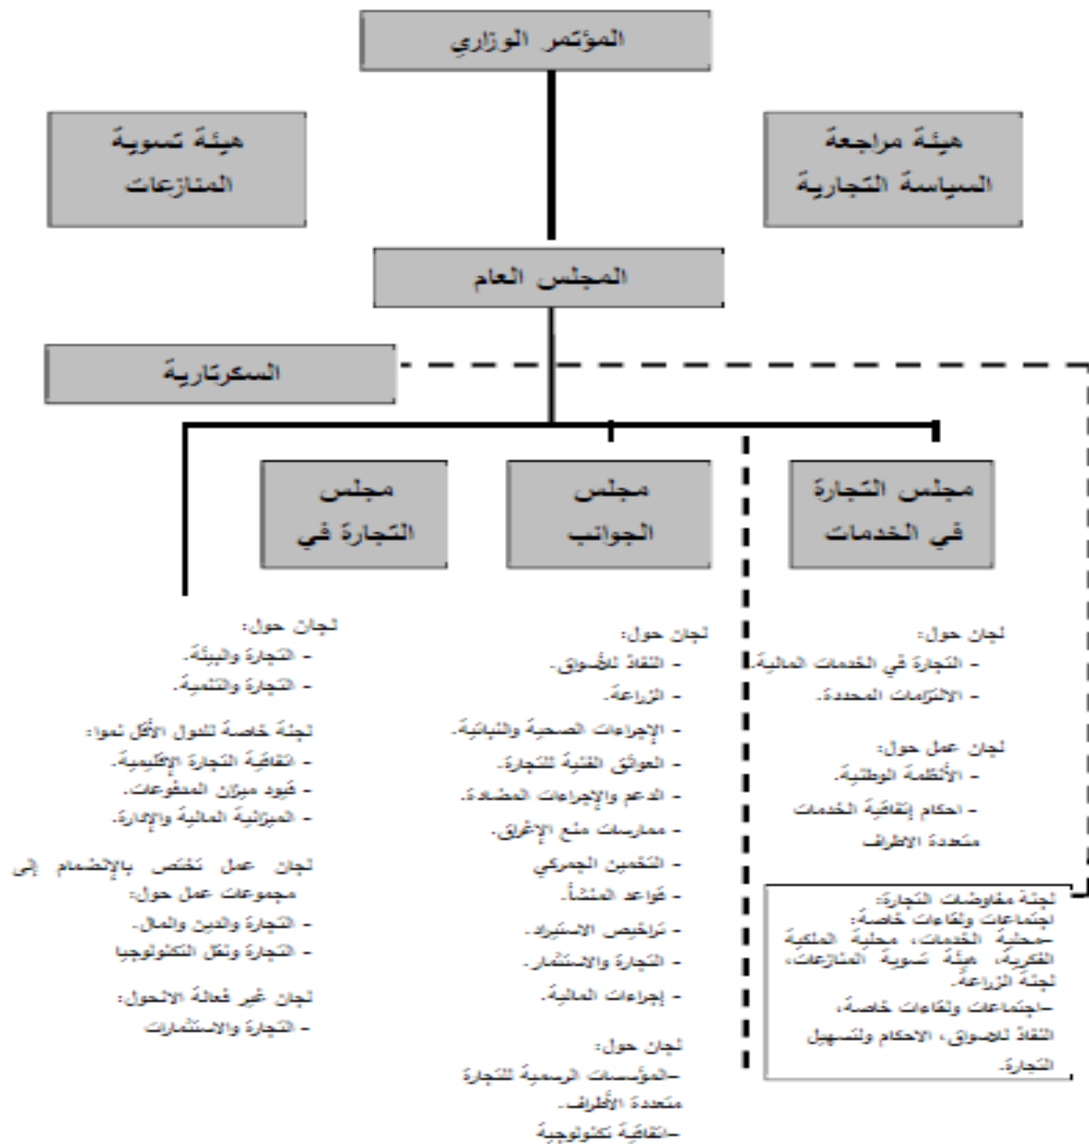 المؤتمر الوزاري
هيئة مراجعة
السياسة التجارية
هيئة تسوية
المنازعات
المجلس العام
السكرتارية
مجلس التجارة
في الخدمات
مجلس
الجوانب
مجلس
التجارة في
لجان حول:
- التجارة في الخدمات المالية.
- الالتزامات المحددة.
لجان عمل حول:
- الأنظمة الوطنية.
- احكام إتفاقية الخدمات
متعددة الاطراف
لجنة مفاوضات التجارة:
اجتماعات ولقاءات خاصة:
-محلية الخدمات، محلية الملكية
الفكرية، هيئة تسوية المنازعات،
لجنة الزراعة.
-اجتماعات ولقاءات خاصة،
النفاذ للاسواق، الاحكام ولتسهيل
التجارة.
لجان حول:
- النفاذ للأسواق.
- الزراعة.
- الإجراءات الصحية والنباتية.
- العوائق الفنية للتجارة.
- الدعم والإجراءات المضادة.
- ممارسات منع الإغراق.
- التخمين الجمركي
- قواعد المنشأ.
- تراخيص الاستيراد.
- التجارة والاستثمار.
- إجراءات المالية.
لجان حول:
-المؤسسات الرسمية للتجارة
متعددة الأطراف.
-اتفاقية تكنولوجية
لجان حول:
- التجارة والبيئة.
- التجارة والتنمية.
لجنة خاصة للدول الأقل نموا:
- اتفاقية التجارة الإقليمية.
- قيود ميزان المدفوعات.
- الميزانية المالية والإدارة.
لجان عمل تختص بالإنضمام إلى
مجموعات عمل حول:
- التجارة والدين والمال.
- التجارة ونقل التكنولوجيا
لجان غير فعالة الانحول:
- التجارة والاستثمارات